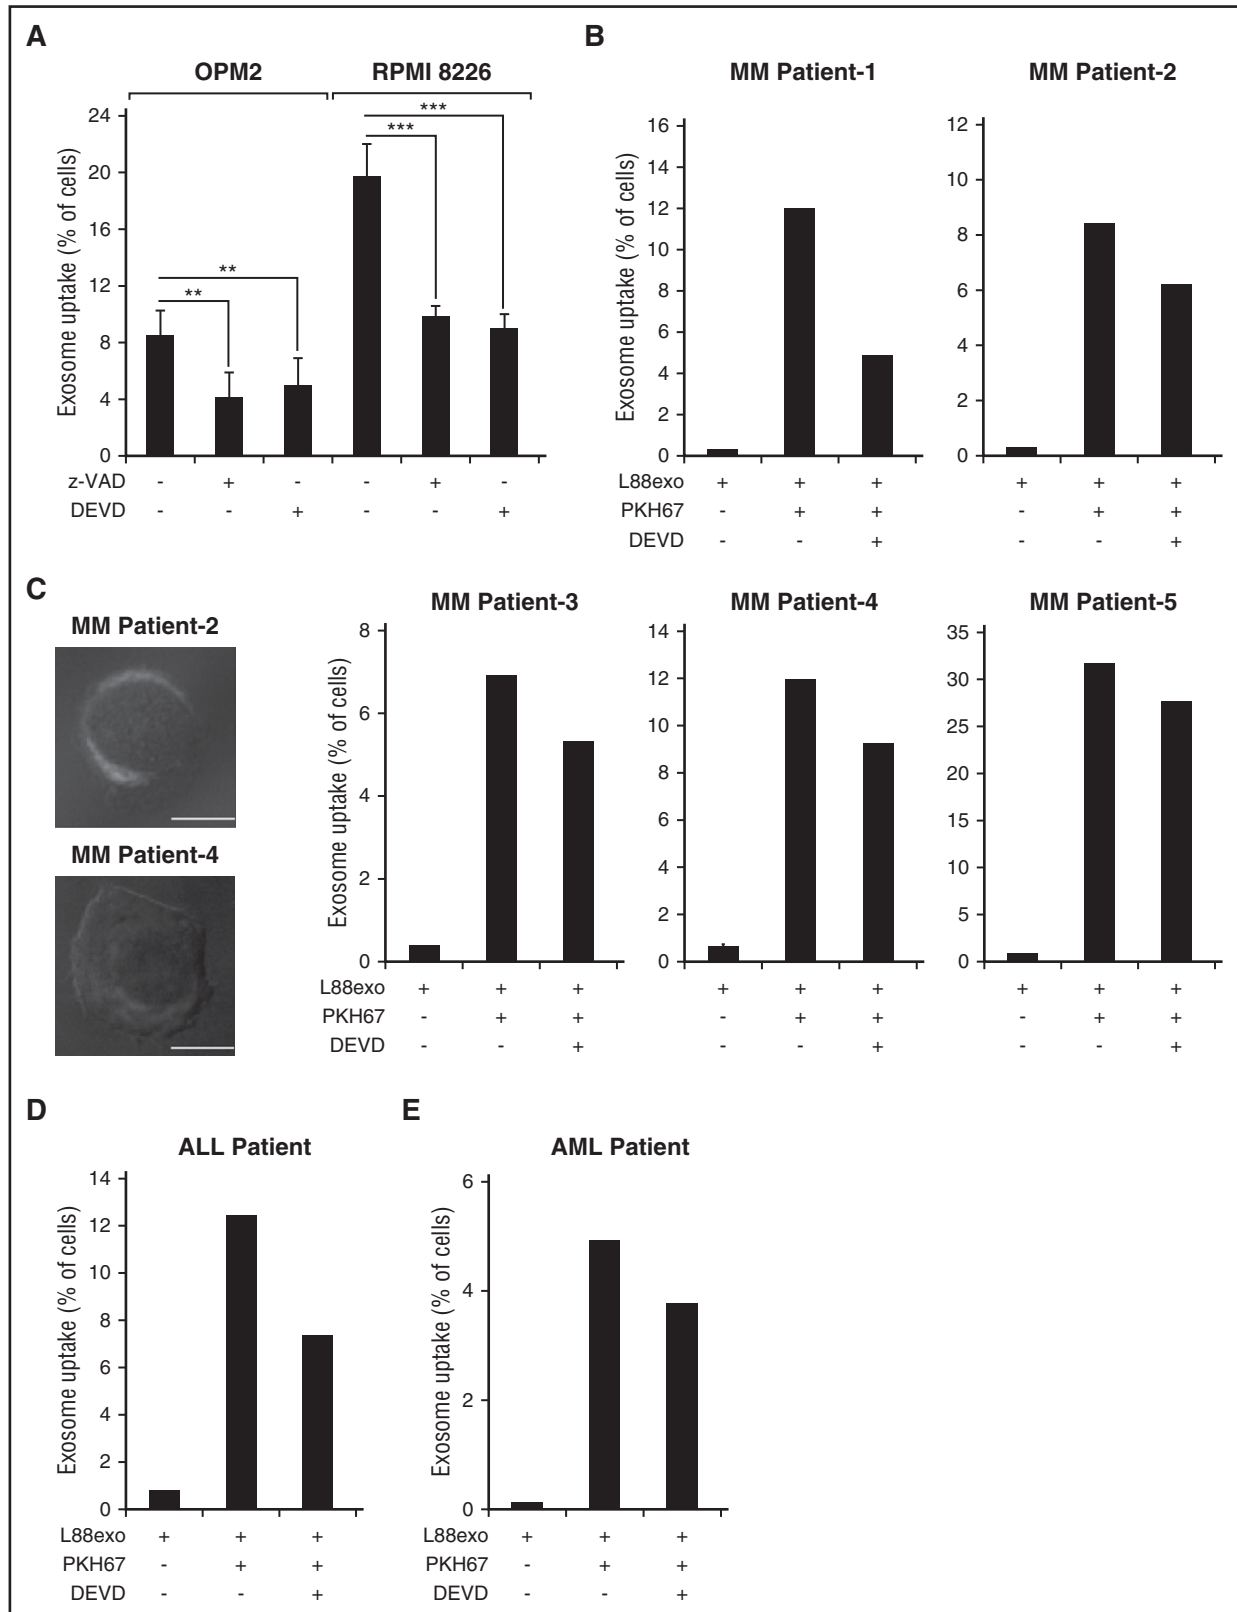 A
OPM2 RPMI 8226
Exosome uptake (% of cells)
24
20
16
12
8
4
0
** ** *** ***
z-VAD - + - - + -
DEVD - - + - - +
B
MM Patient-1
Exosome uptake (% of cells)
16
14
12
10
8
6
4
2
0
L88exo + + +
PKH67 - + +
DEVD - - +
MM Patient-2
12
10
8
6
4
2
0
+ + +
- + +
- - +
C
MM Patient-2
MM Patient-4
MM Patient-3
Exosome uptake (% of cells)
8
6
4
2
0
L88exo + + +
PKH67 - + +
DEVD - - +
MM Patient-4
14
12
10
8
6
4
2
0
+ + +
- + +
- - +
MM Patient-5
35
30
25
20
15
10
5
0
+ + +
- + +
- - +
D
ALL Patient
Exosome uptake (% of cells)
14
12
10
8
6
4
2
0
L88exo + + +
PKH67 - + +
DEVD - - +
E
AML Patient
Exosome uptake (% of cells)
6
4
2
0
L88exo + + +
PKH67 - + +
DEVD - - +